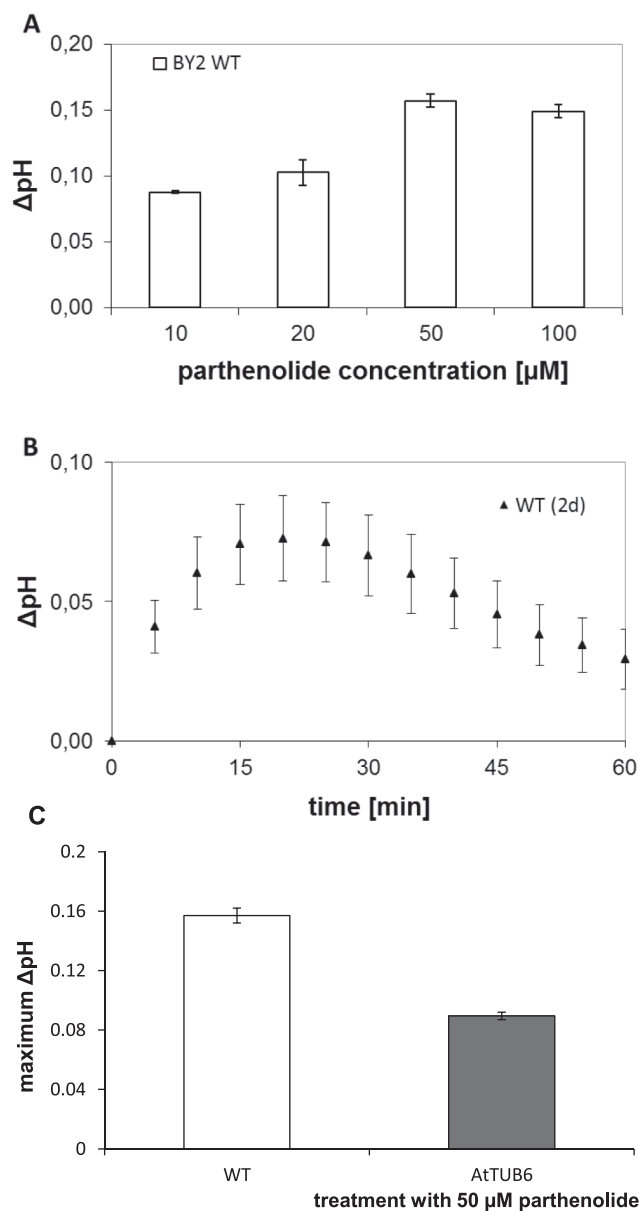 A
0,20
BY2 WT
0,15
0,10
0,05
0,00
ΔpH
10 20 50 100
parthenolide concentration [µM]
B
0,10
WT (2d)
0,05
0,00
ΔpH
0 15 30 45 60
time [min]
C
0.2
0.16
0.12
0.08
0.04
0
maximum ΔpH
WT AtTUB6
treatment with 50 µM parthenolide